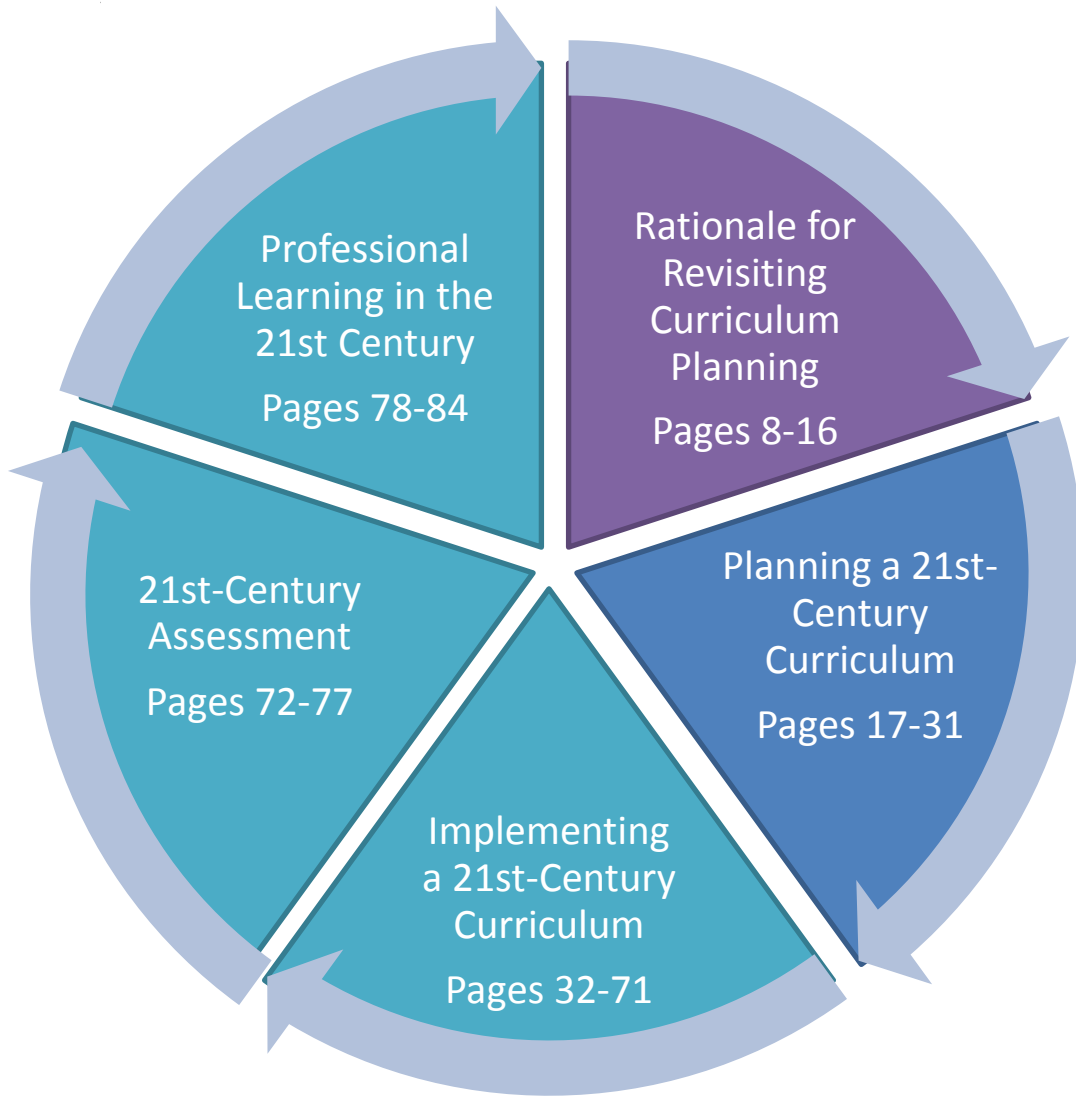 Rationale for
Revisiting
Curriculum
Planning
Pages 8-16
Planning a 21st-
Century
Curriculum
Pages 17-31
Implementing
a 21st-Century
Curriculum
Pages 32-71
21st-Century
Assessment
Pages 72-77
Professional
Learning in the
21st Century
Pages 78-84